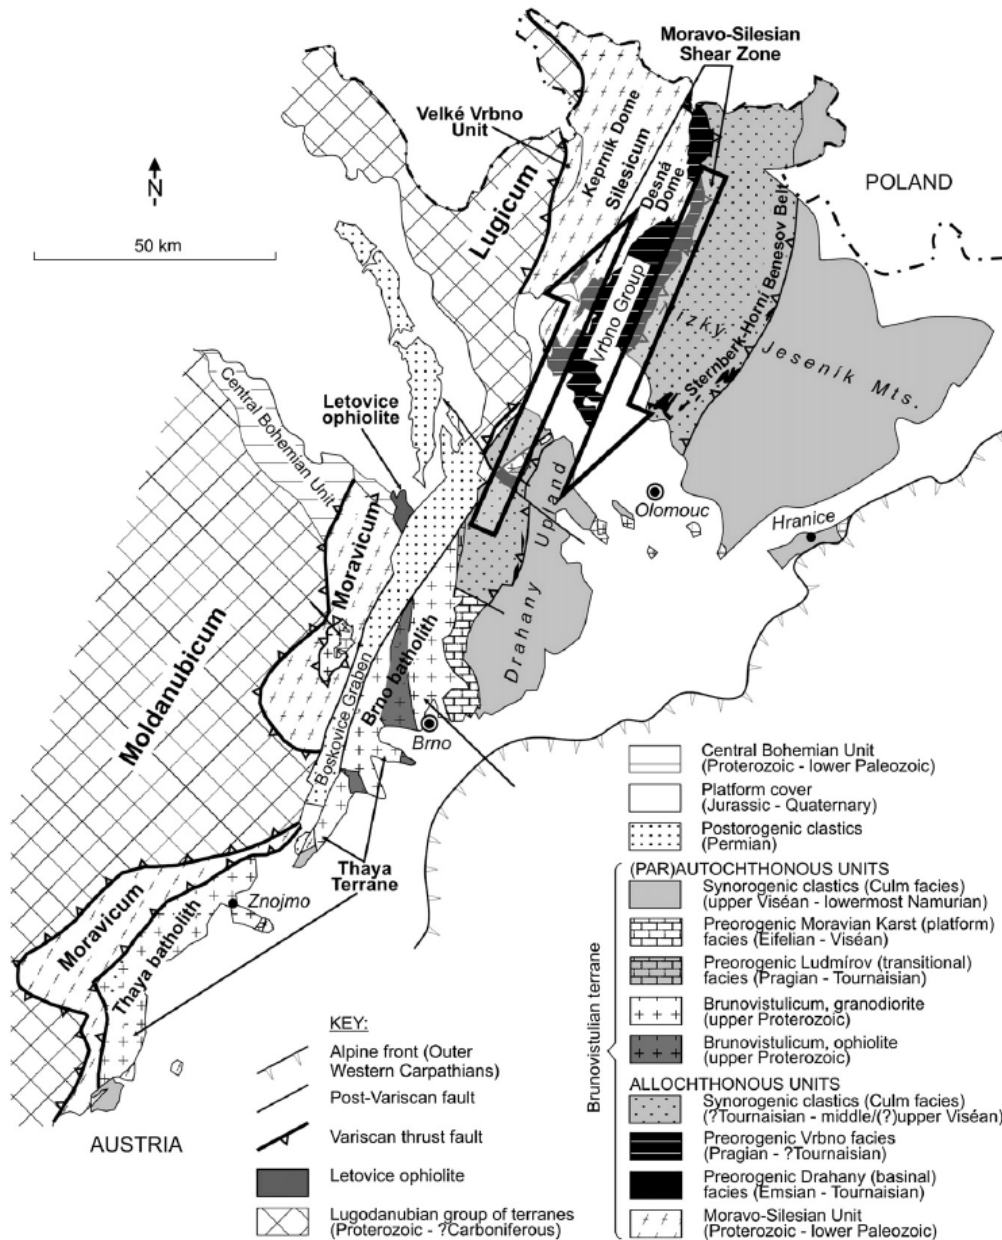 Moravo-Silesian
Shear Zone
Velké Vrbno
Unit
Keprník Dome
Silesicum
Desná
Dome
POLAND
N
50 km
Lugicum
Vrbno Group
ízky
Jeseník Mts.
Sternberk-Horní Benesov Belt
Central Bohemian Unit
Letovice
ophiolite
Moravicum
Olomouc
Hranice
Drahany Upland
Moldanubicum
Boskovice Graben
Brno batholith
Brno
Thaya
Terrane
Moravicum
Znojmo
Thaya batholith
AUSTRIA
KEY:
Alpine front (Outer
Western Carpathians)
Post-Variscan fault
Variscan thrust fault
Letovice ophiolite
Lugodanubian group of terranes
(Proterozoic - ?Carboniferous)
Central Bohemian Unit
(Proterozoic - lower Paleozoic)
Platform cover
(Jurassic - Quaternary)
Postorogenic clastics
(Permian)
Brunovistulian terrane
(PAR)AUTOCHTHONOUS UNITS
Synorogenic clastics (Culm facies)
(upper Viséan - lowermost Namurian)
Preorogenic Moravian Karst (platform)
facies (Eifelian - Viséan)
Preorogenic Ludmírov (transitional)
facies (Pragian - Tournaisian)
Brunovistulicum, granodiorite
(upper Proterozoic)
Brunovistulicum, ophiolite
(upper Proterozoic)
ALLOCHTHONOUS UNITS
Synorogenic clastics (Culm facies)
(?Tournaisian - middle/(?)upper Viséan)
Preorogenic Vrbno facies
(Pragian - ?Tournaisian)
Preorogenic Drahany (basinal)
facies (Emsian - Tournaisian)
Moravo-Silesian Unit
(Proterozoic - lower Paleozoic)